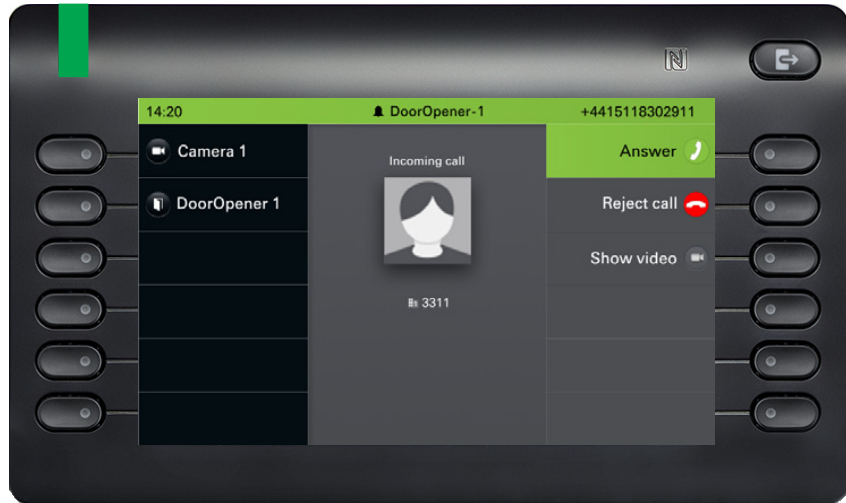 14:20 DoorOpener-1 +4415118302911
Camera 1
DoorOpener 1
Incoming call
3311
Answer
Reject call
Show video